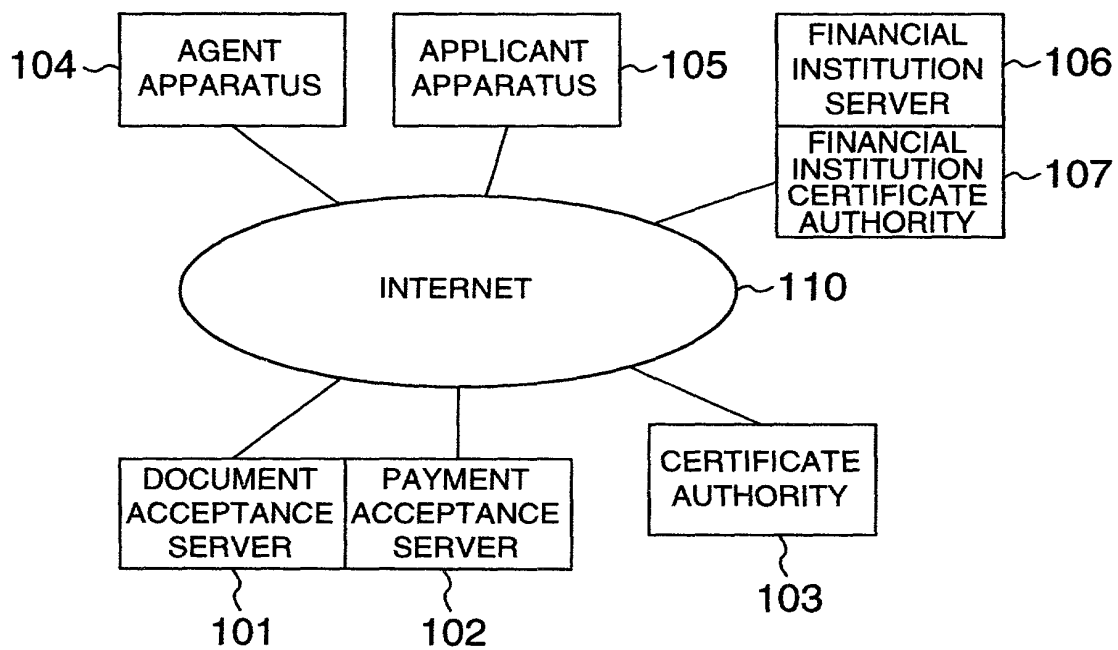 104
AGENT
APPARATUS
APPLICANT
APPARATUS
105
FINANCIAL
INSTITUTION
SERVER
106
FINANCIAL
INSTITUTION
CERTIFICATE
AUTHORITY
107
INTERNET
110
DOCUMENT
ACCEPTANCE
SERVER
PAYMENT
ACCEPTANCE
SERVER
CERTIFICATE
AUTHORITY
101
102
103